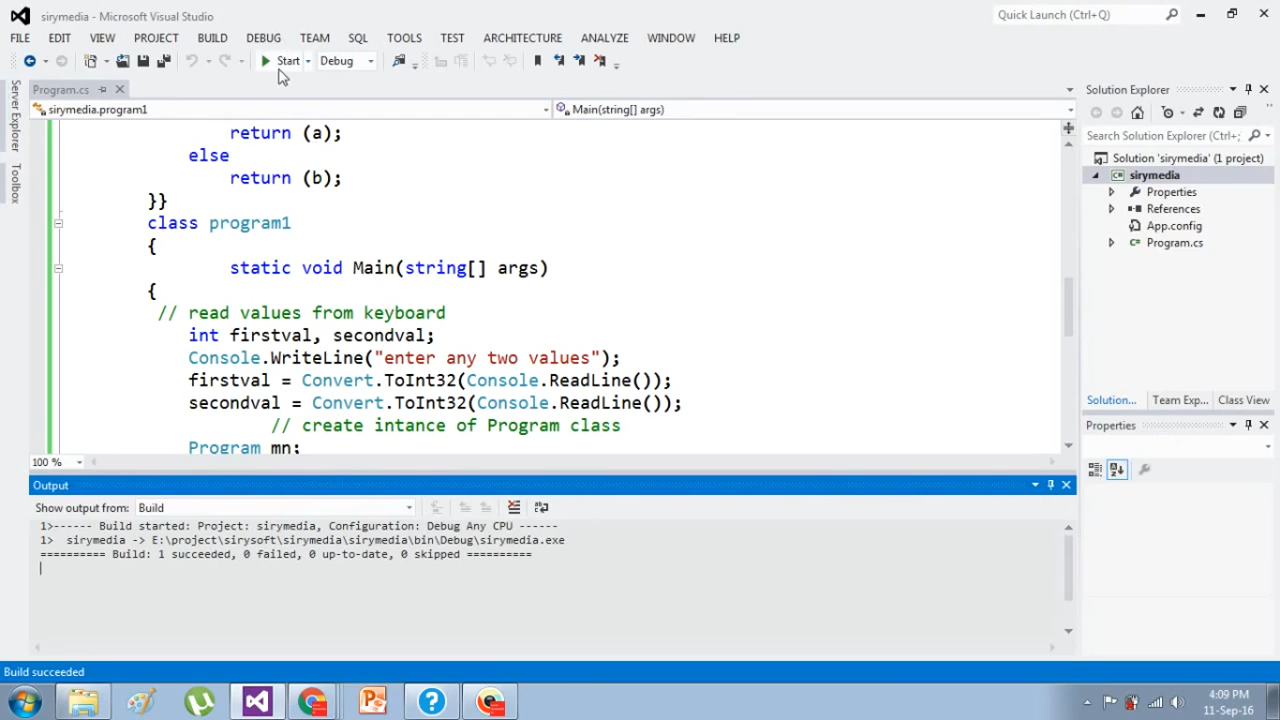 sirymedia - Microsoft Visual Studio
Quick Launch (Ctrl+Q)
FILE EDIT VIEW PROJECT BUILD DEBUG TEAM SQL TOOLS TEST ARCHITECTURE ANALYZE WINDOW HELP
Start Debug
Server Explorer
Toolbox
Program.cs
sirymedia.program1
Main(string[] args)
return (a);
else
return (b);
}}
class program1
{
static void Main(string[] args)
{
// read values from keyboard
int firstval, secondval;
Console.WriteLine("enter any two values");
firstval = Convert.ToInt32(Console.ReadLine());
secondval = Convert.ToInt32(Console.ReadLine());
// create intance of Program class
Program mn;
100 %
Output
Show output from: Build
1>------ Build started: Project: sirymedia, Configuration: Debug Any CPU ------
1> sirymedia -> E:\project\sirysoft\sirymedia\sirymedia\bin\Debug\sirymedia.exe
========== Build: 1 succeeded, 0 failed, 0 up-to-date, 0 skipped ==========
Solution Explorer
Search Solution Explorer (Ctrl+;
Solution 'sirymedia' (1 project)
C# sirymedia
Properties
References
App.config
C# Program.cs
Solution... Team Exp... Class View
Properties
Build succeeded
4:09 PM
11-Sep-16